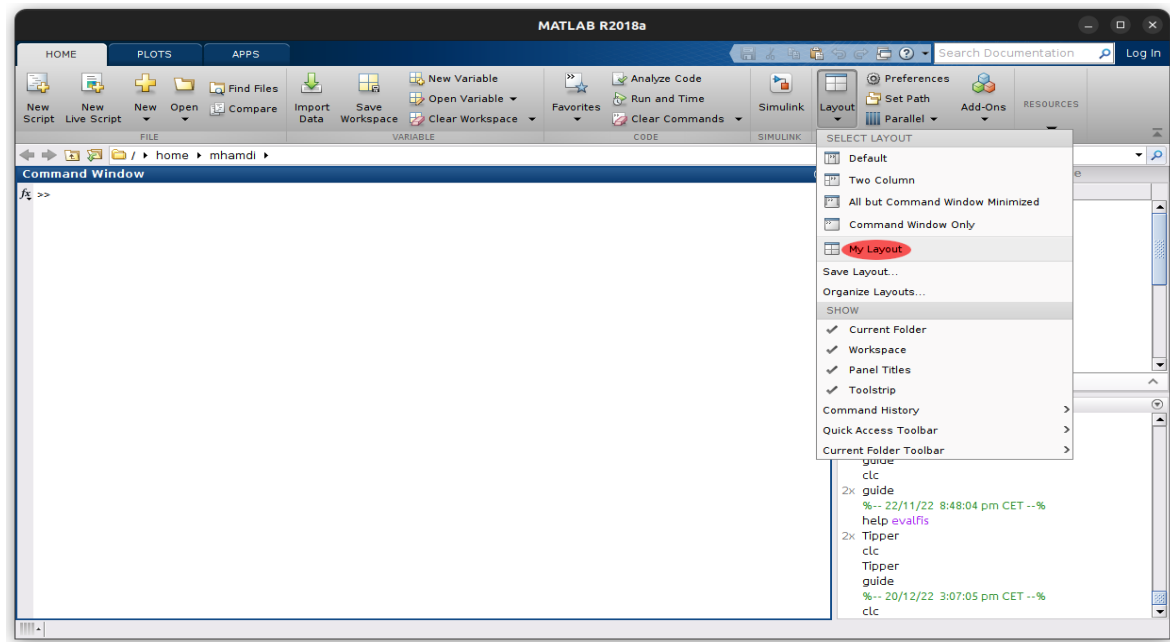 MATLAB R2018a
HOME PLOTS APPS Search Documentation Log In
New Script
New Live Script
New
Open
Find Files
Compare
Import Data
Save Workspace
New Variable
Open Variable
Clear Workspace
Favorites
Analyze Code
Run and Time
Clear Commands
Simulink
Layout
Preferences
Set Path
Parallel
Add-Ons
RESOURCES
FILE VARIABLE CODE SIMULINK
/ home mhamdi
Command Window
fx >>
SELECT LAYOUT
Default
Two Column
All but Command Window Minimized
Command Window Only
My Layout
Save Layout...
Organize Layouts...
SHOW
Current Folder
Workspace
Panel Titles
Toolstrip
Command History
Quick Access Toolbar
Current Folder Toolbar
guide
clc
2x guide
%-- 22/11/22 8:48:04 pm CET --%
help evalfis
2x Tipper
clc
Tipper
guide
%-- 20/12/22 3:07:05 pm CET --%
clc